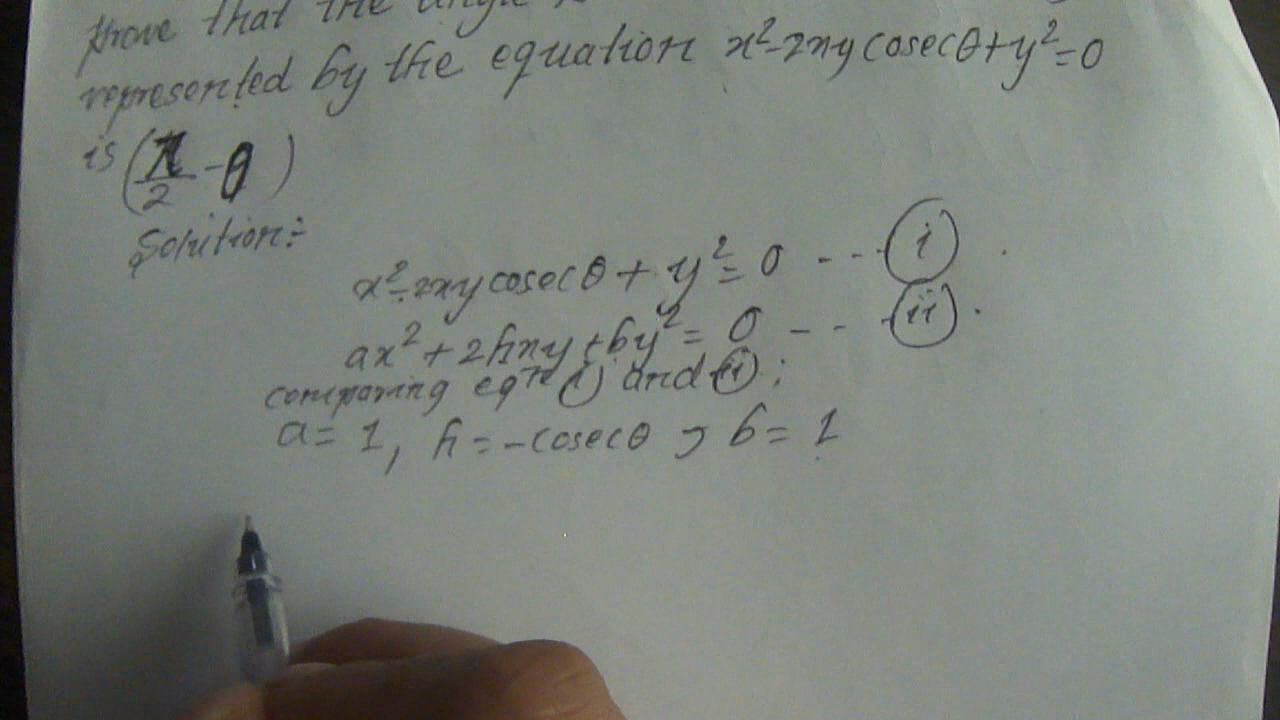 prove that the angle
represented by the equation x²-2xy cosecθ+y²=0
is (π/2 - θ)
Solution:-
x²-2xy cosecθ + y² = 0 --- (i)
ax² + 2hxy + by² = 0 --- (ii)
comparing eqⁿ (i) and (ii);
a = 1, h = -cosecθ, b = 1